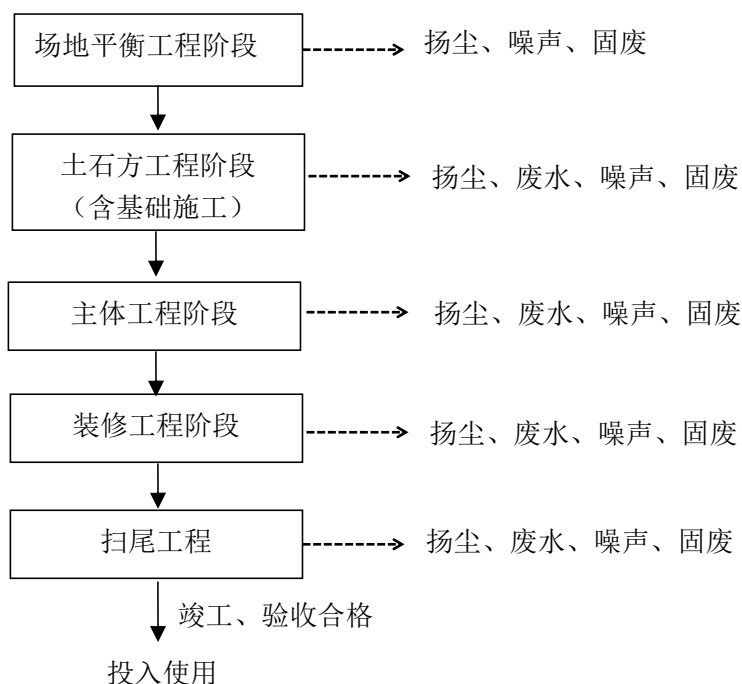 场地平衡工程阶段
扬尘、噪声、固废
土石方工程阶段
（含基础施工）
扬尘、废水、噪声、固废
主体工程阶段
扬尘、废水、噪声、固废
装修工程阶段
扬尘、废水、噪声、固废
扫尾工程
扬尘、废水、噪声、固废
竣工、验收合格
投入使用